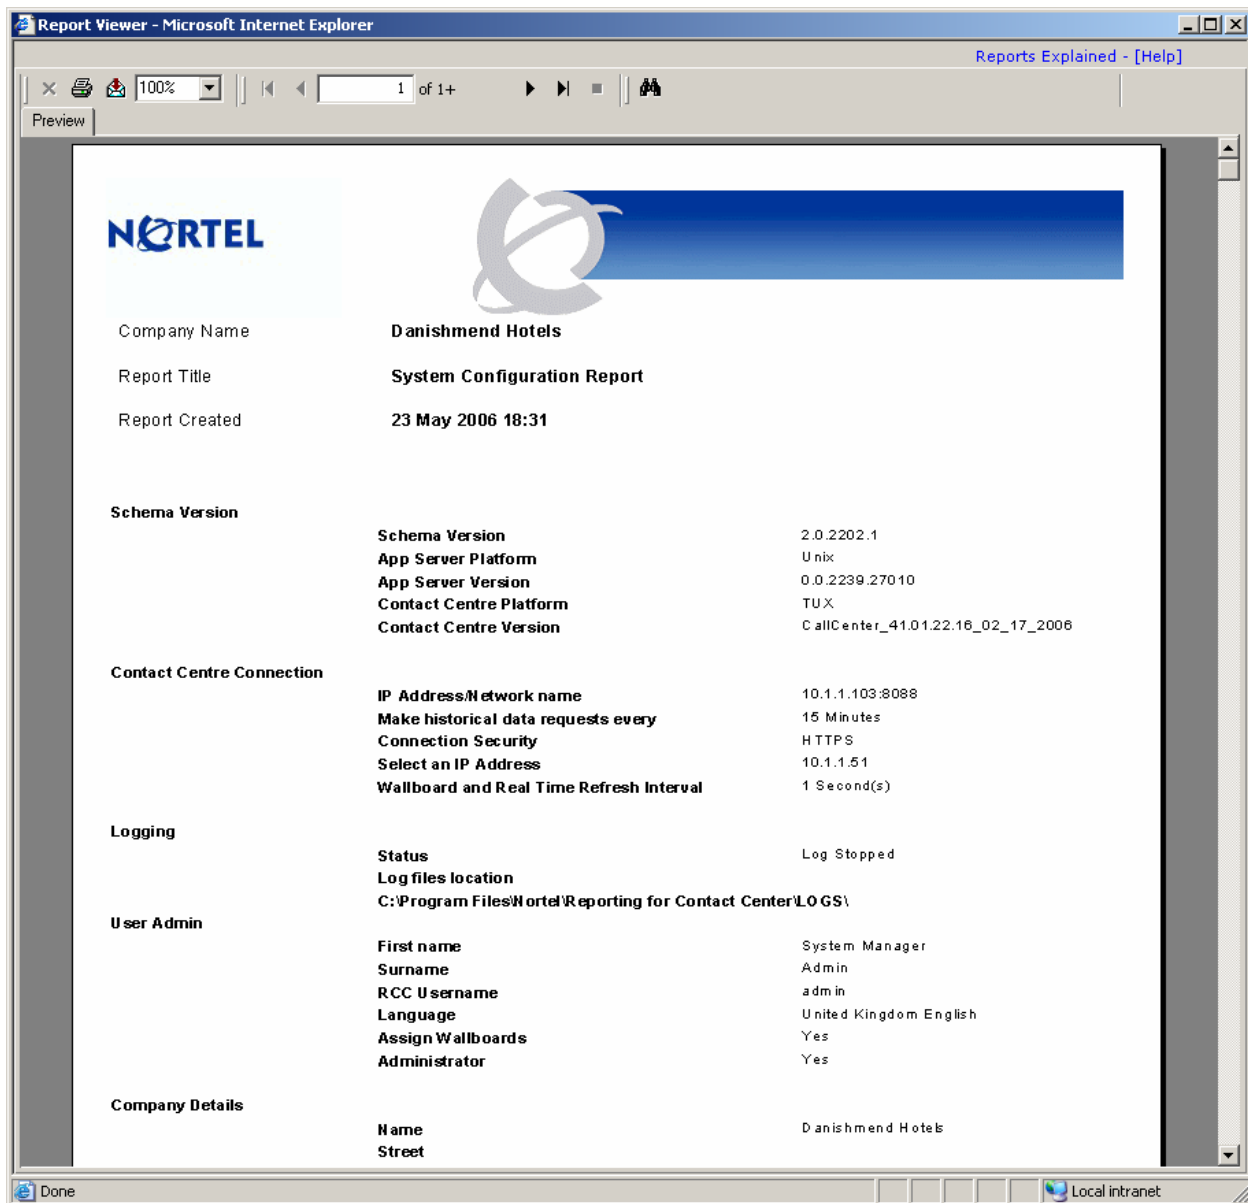 Report Viewer - Microsoft Internet Explorer
Reports Explained - [Help]
100% 1 of 1+
Preview
NORTEL
Company Name Danishmend Hotels
Report Title System Configuration Report
Report Created 23 May 2006 18:31
Schema Version
Schema Version 2.0.2202.1
App Server Platform Unix
App Server Version 0.0.2239.27010
Contact Centre Platform TUX
Contact Centre Version CallCenter_41.01.22.16_02_17_2006
Contact Centre Connection
IP Address/Network name 10.1.1.103:8088
Make historical data requests every 15 Minutes
Connection Security HTTPS
Select an IP Address 10.1.1.51
Wallboard and Real Time Refresh Interval 1 Second(s)
Logging
Status Log Stopped
Log files location
C:\Program Files\Nortel\Reporting for Contact Center\LOGS\
User Admin
First name System Manager
Surname Admin
RCC Username admin
Language United Kingdom English
Assign Wallboards Yes
Administrator Yes
Company Details
Name Danishmend Hotels
Street
Done Local intranet